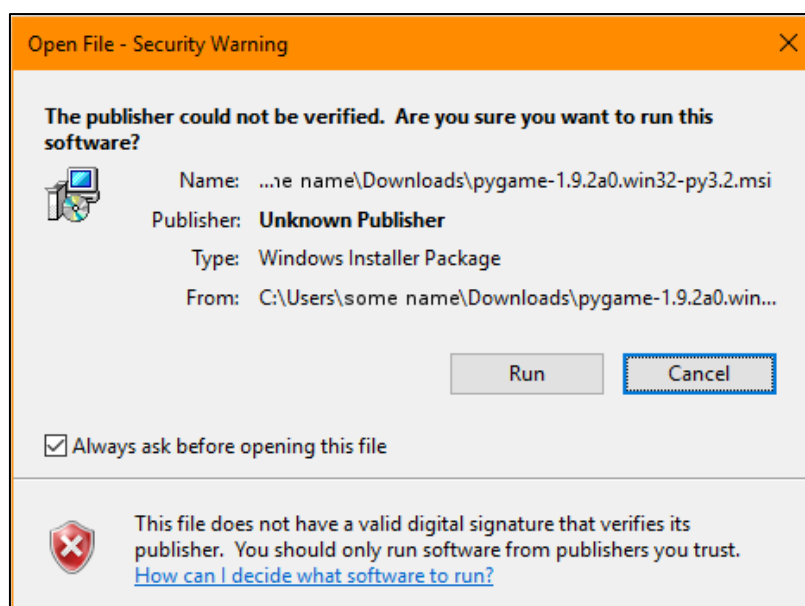 Open File - Security Warning
The publisher could not be verified. Are you sure you want to run this
software?
Name: ...ne name\Downloads\pygame-1.9.2a0.win32-py3.2.msi
Publisher: Unknown Publisher
Type: Windows Installer Package
From: C:\Users\some name\Downloads\pygame-1.9.2a0.win...
Run Cancel
Always ask before opening this file
This file does not have a valid digital signature that verifies its
publisher. You should only run software from publishers you trust.
How can I decide what software to run?